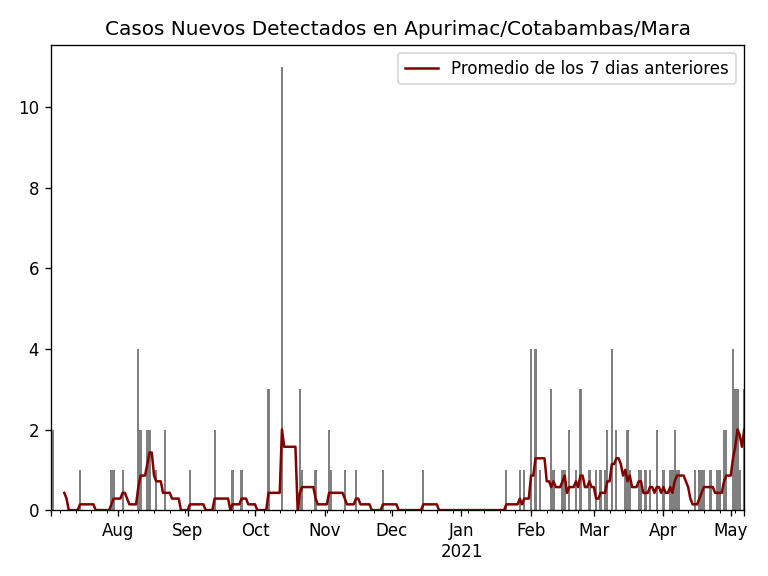 Casos Nuevos Detectados en Apurimac/Cotabambas/Mara
Promedio de los 7 dias anteriores
10
8
6
4
2
0
Aug Sep Oct Nov Dec Jan Feb Mar Apr May
2021